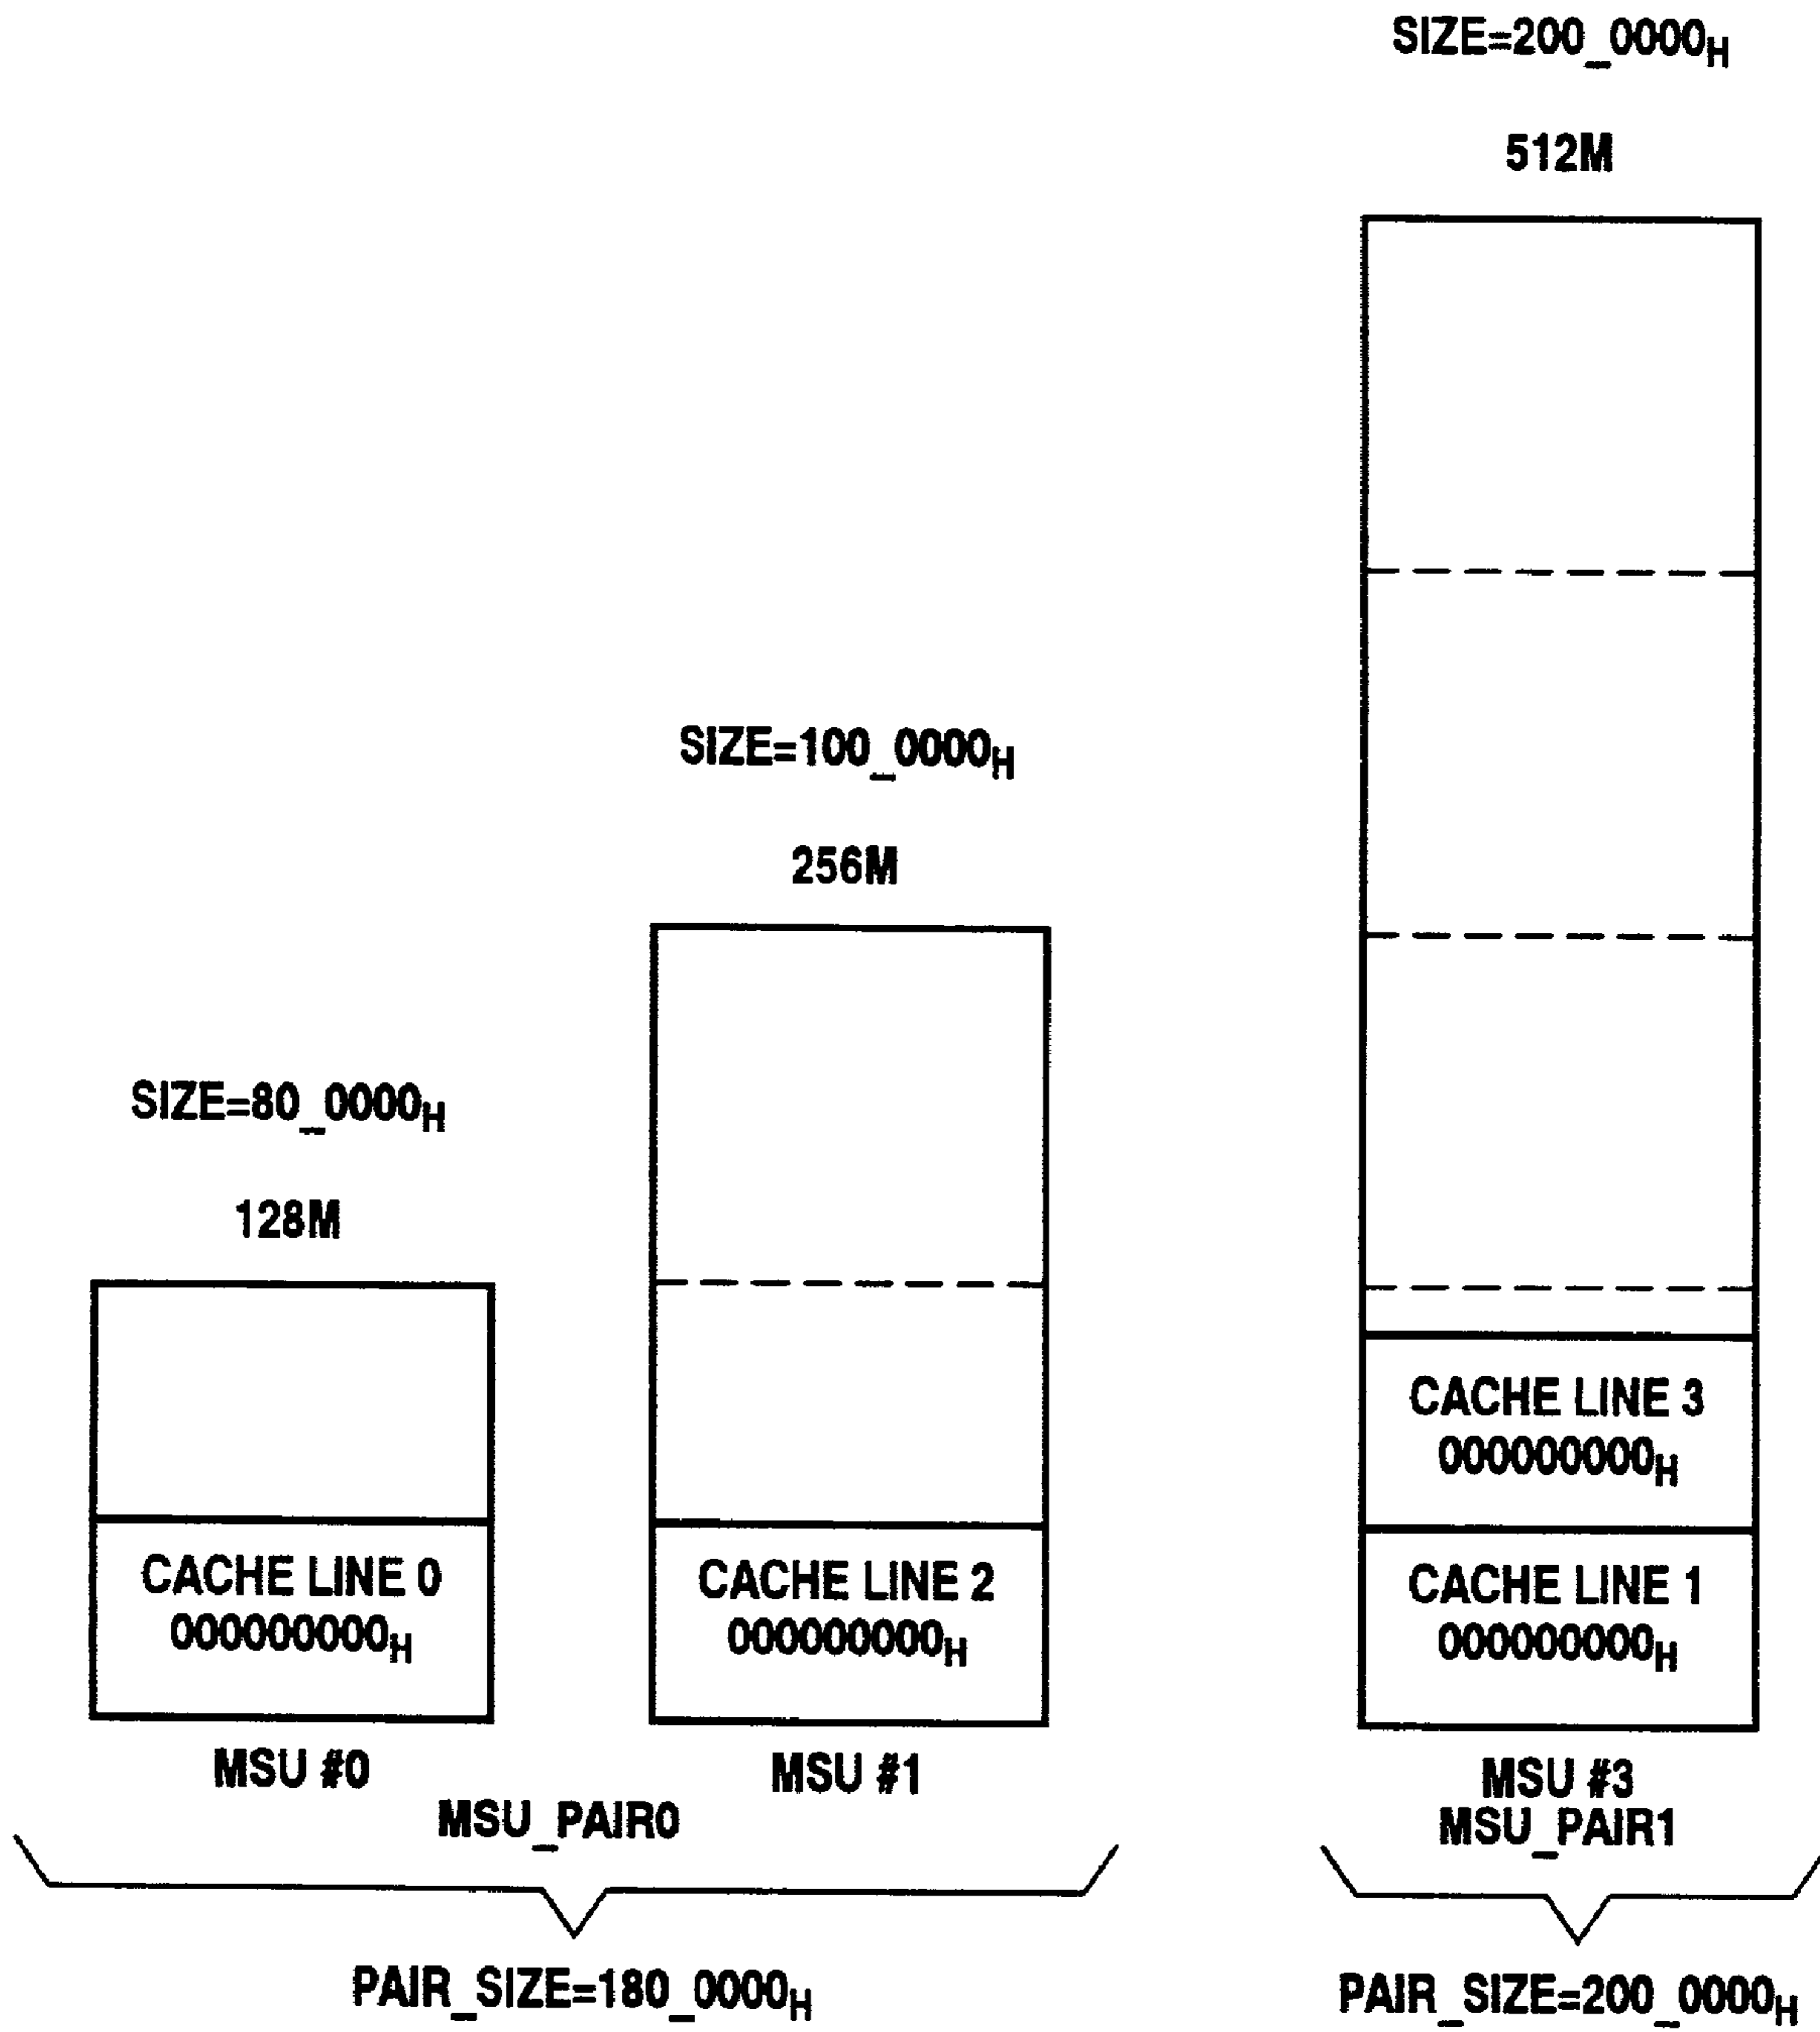 SIZE=200_0000H
512M
SIZE=100_0000H
256M
SIZE=80_0000H
128M
CACHE LINE 3
000000000H
CACHE LINE 0
000000000H
CACHE LINE 2
000000000H
CACHE LINE 1
000000000H
MSU #0
MSU #1
MSU #3
MSU_PAIR0
MSU_PAIR1
PAIR_SIZE=180_0000H
PAIR_SIZE=200_0000H